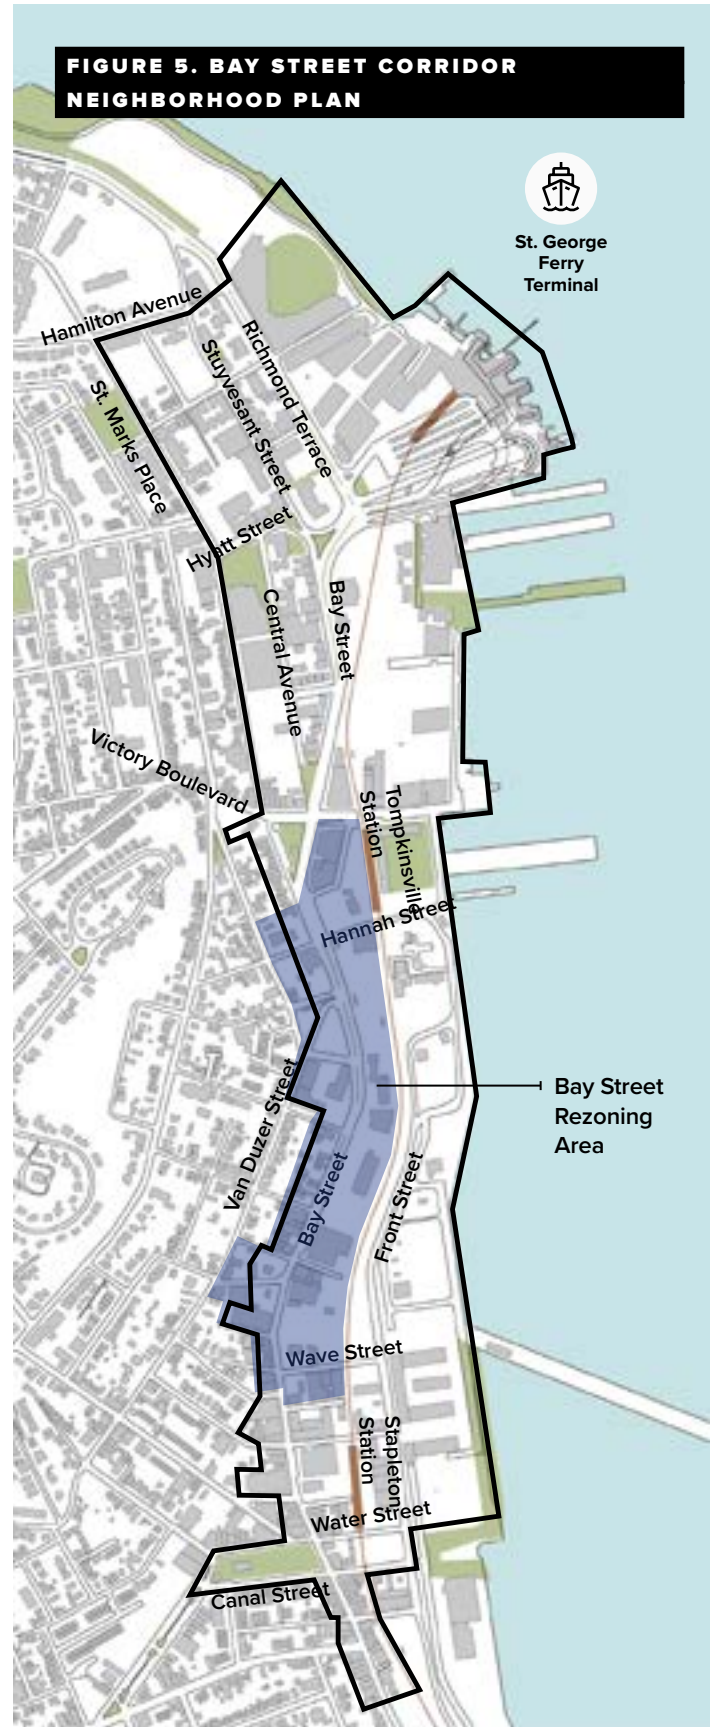 FIGURE 5. BAY STREET CORRIDOR
NEIGHBORHOOD PLAN
St. George
Ferry
Terminal
Hamilton Avenue
Richmond Terrace
Stuyvesant Street
St. Marks Place
Hyatt Street
Bay Street
Central Avenue
Victory Boulevard
Tompkinsville
Station
Hannah Street
Van Duzer Street
Bay Street
Rezoning
Area
Bay Street
Front Street
Wave Street
Stapleton
Station
Water Street
Canal Street